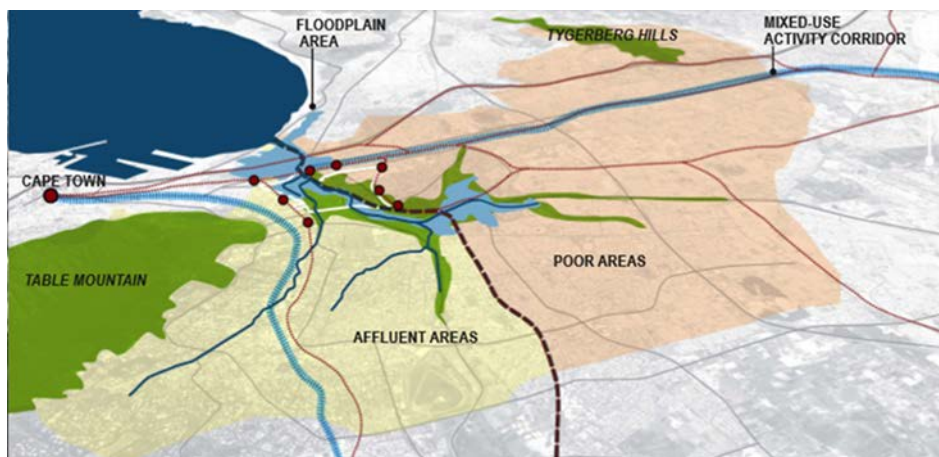 FLOODPLAIN
AREA
TYGERBERG HILLS
MIXED-USE
ACTIVITY CORRIDOR
CAPE TOWN
TABLE MOUNTAIN
POOR AREAS
AFFLUENT AREAS